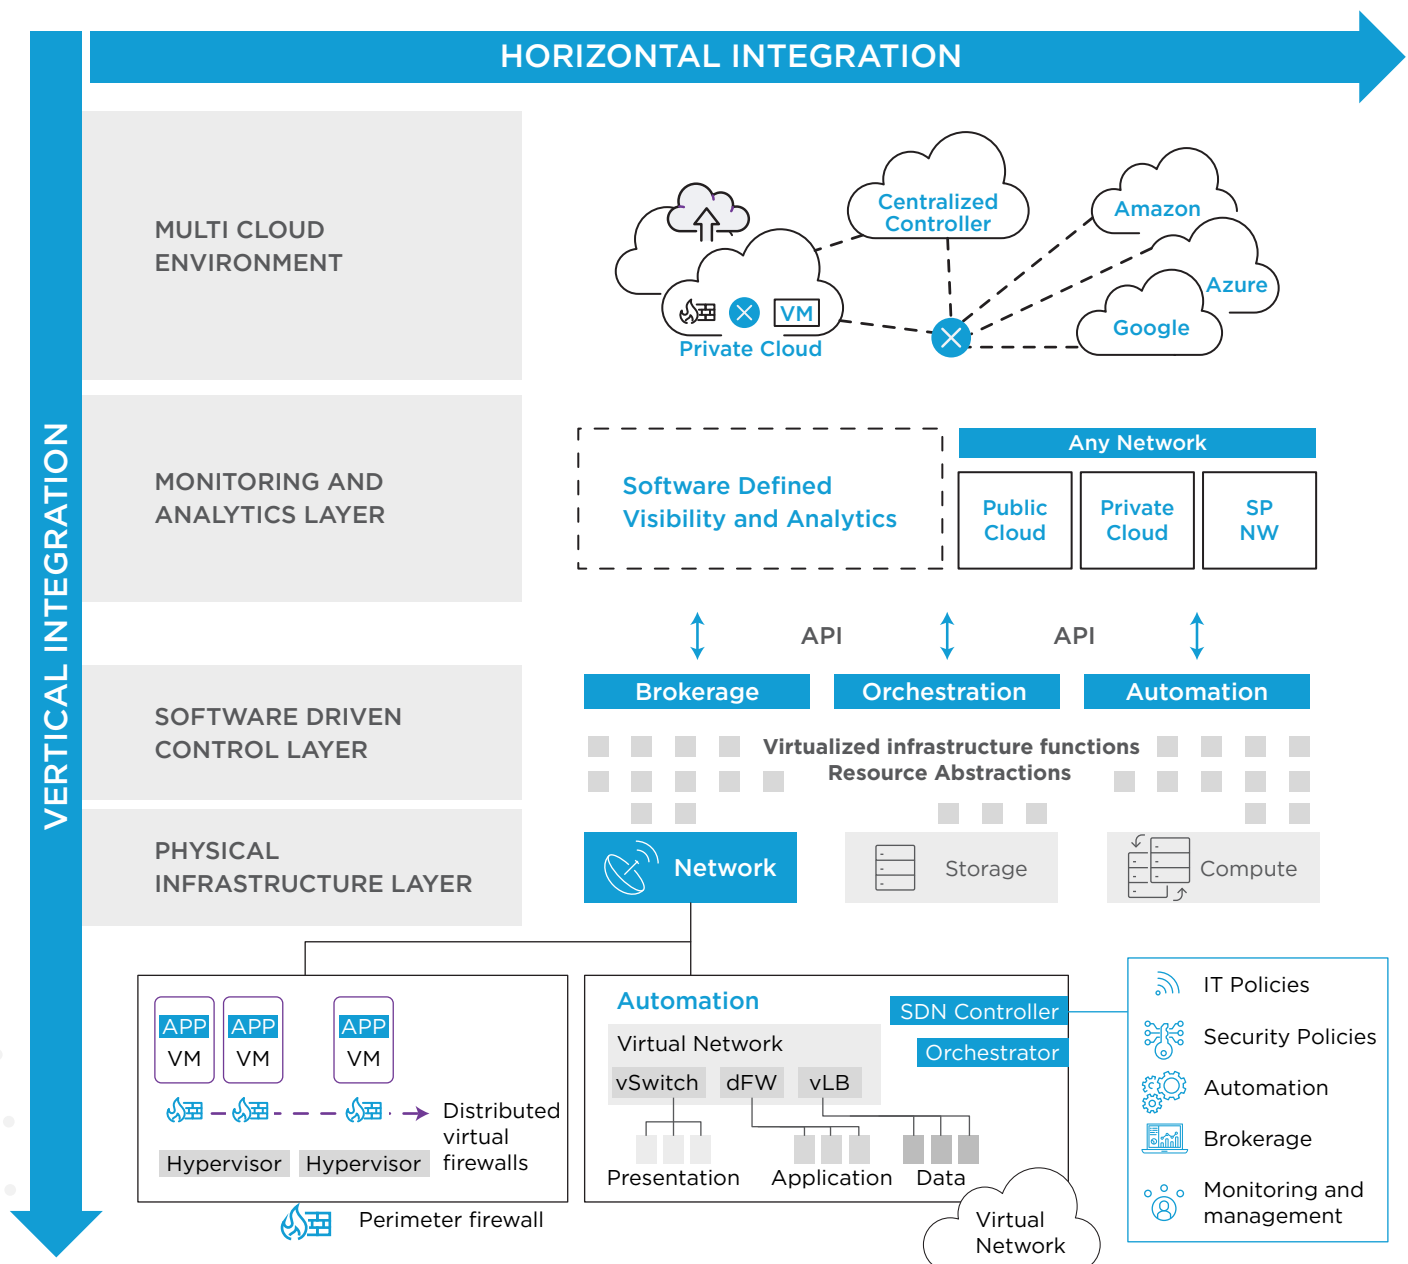 HORIZONTAL INTEGRATION
VERTICAL INTEGRATION
MULTI CLOUD
ENVIRONMENT
Centralized
Controller
Amazon
Azure
Google
VM
Private Cloud
MONITORING AND
ANALYTICS LAYER
Software Defined
Visibility and Analytics
Any Network
Public
Cloud
Private
Cloud
SP
NW
API
API
SOFTWARE DRIVEN
CONTROL LAYER
Brokerage
Orchestration
Automation
Virtualized infrastructure functions
Resource Abstractions
PHYSICAL
INFRASTRUCTURE LAYER
Network
Storage
Compute
APP
VM
APP
VM
APP
VM
Distributed
virtual
firewalls
Hypervisor
Hypervisor
Perimeter firewall
Automation
SDN Controller
Orchestrator
Virtual Network
vSwitch
dFW
vLB
Presentation
Application
Data
Virtual
Network
IT Policies
Security Policies
Automation
Brokerage
Monitoring and
management